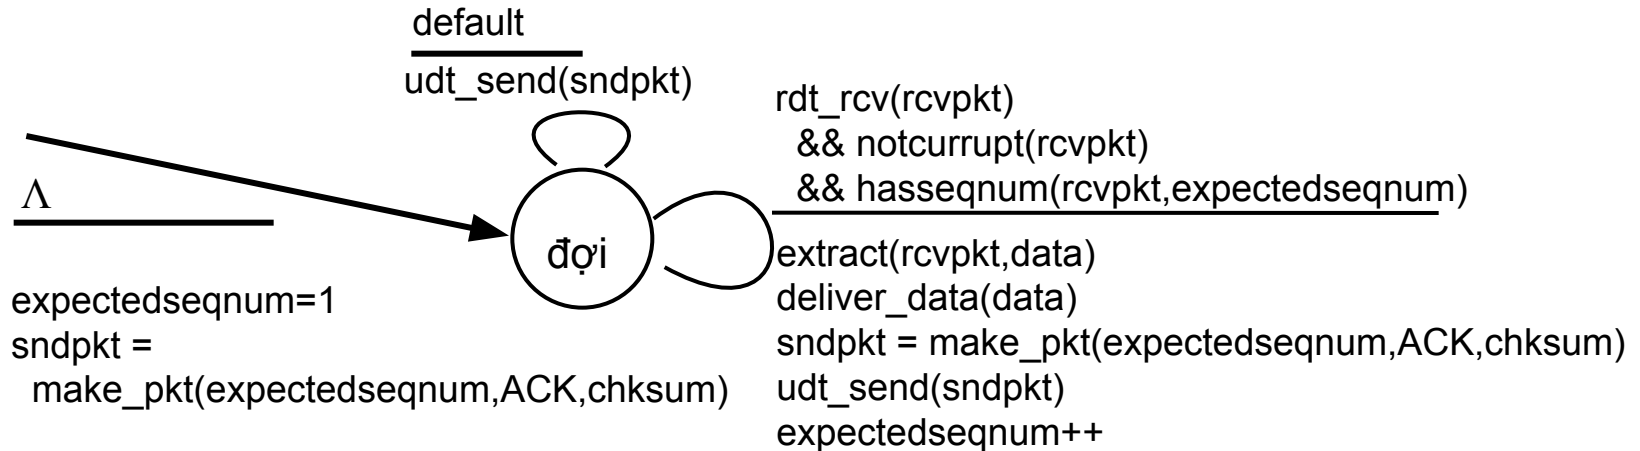 default
udt_send(sndpkt)
rdt_rcv(rcvpkt)
&& notcurrupt(rcvpkt)
&& hasseqnum(rcvpkt,expectedseqnum)
Λ
đợi
extract(rcvpkt,data)
deliver_data(data)
sndpkt = make_pkt(expectedseqnum,ACK,chksum)
udt_send(sndpkt)
expectedseqnum++
expectedseqnum=1
sndpkt =
make_pkt(expectedseqnum,ACK,chksum)